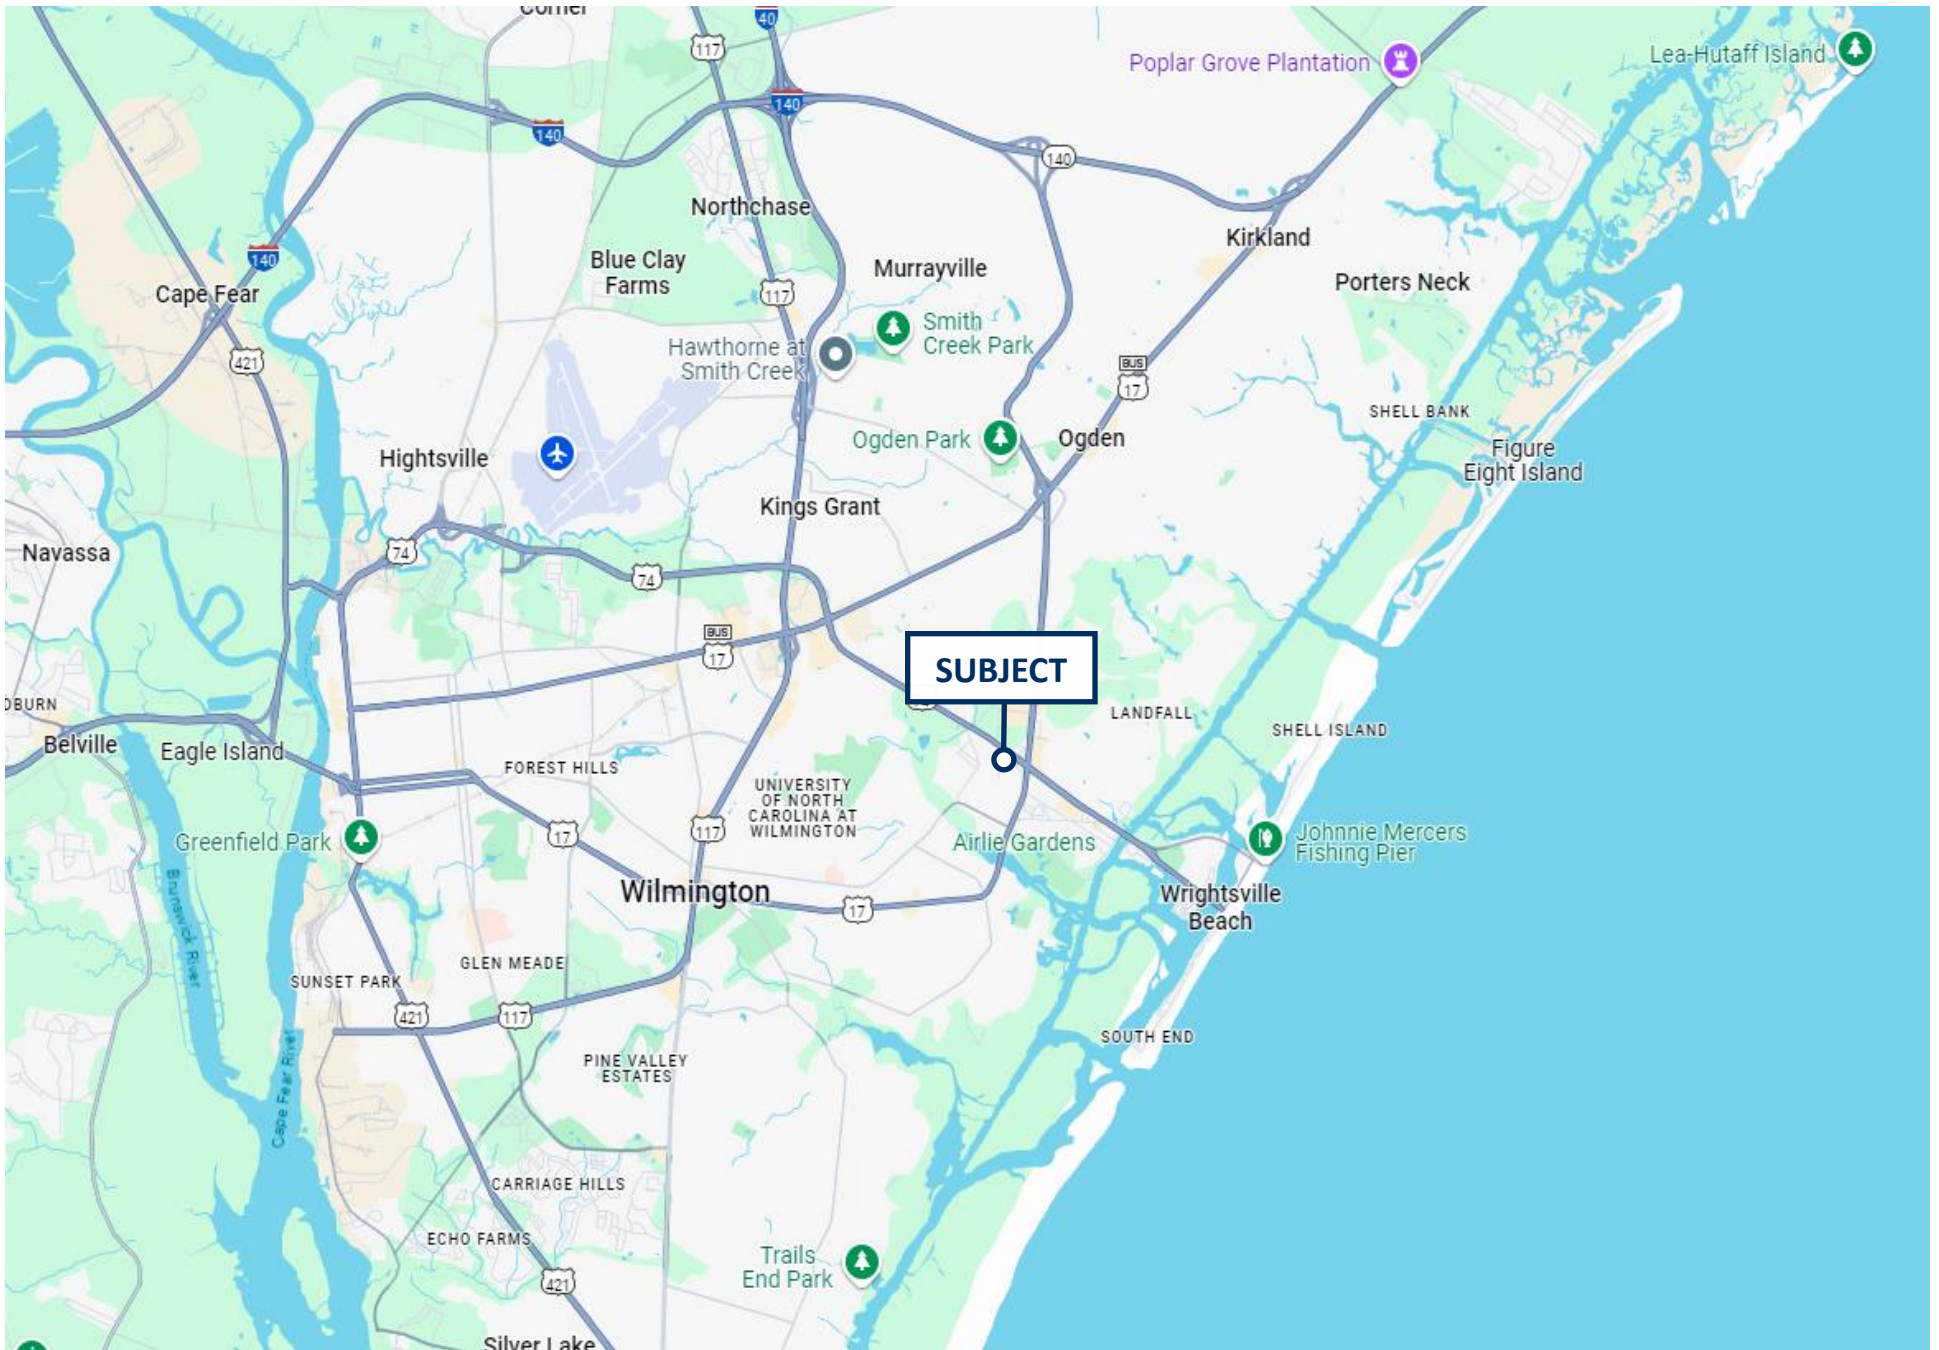 40
117
Poplar Grove Plantation
Lea-Hutaff Island
140
140
140
Northchase
Kirkland
140
Blue Clay
Farms
Murrayville
Cape Fear
117
Porters Neck
Smith
Creek Park
Hawthorne at
Smith Creek
421
BUS
17
SHELL BANK
Ogden Park
Ogden
Hightsville
Figure
Eight Island
Kings Grant
Navassa
74
74
BUS
17
SUBJECT
LANDFALL
SHELL ISLAND
Belville
Eagle Island
FOREST HILLS
UNIVERSITY
OF NORTH
CAROLINA AT
WILMINGTON
17
117
Greenfield Park
Airlie Gardens
Johnnie Mercers
Fishing Pier
Wilmington
17
Wrightsville
Beach
Brunswick River
GLEN MEADE
SUNSET PARK
421
117
SOUTH END
Cape Fear River
PINE VALLEY
ESTATES
CARRIAGE HILLS
ECHO FARMS
Trails
End Park
421
Silver Lake